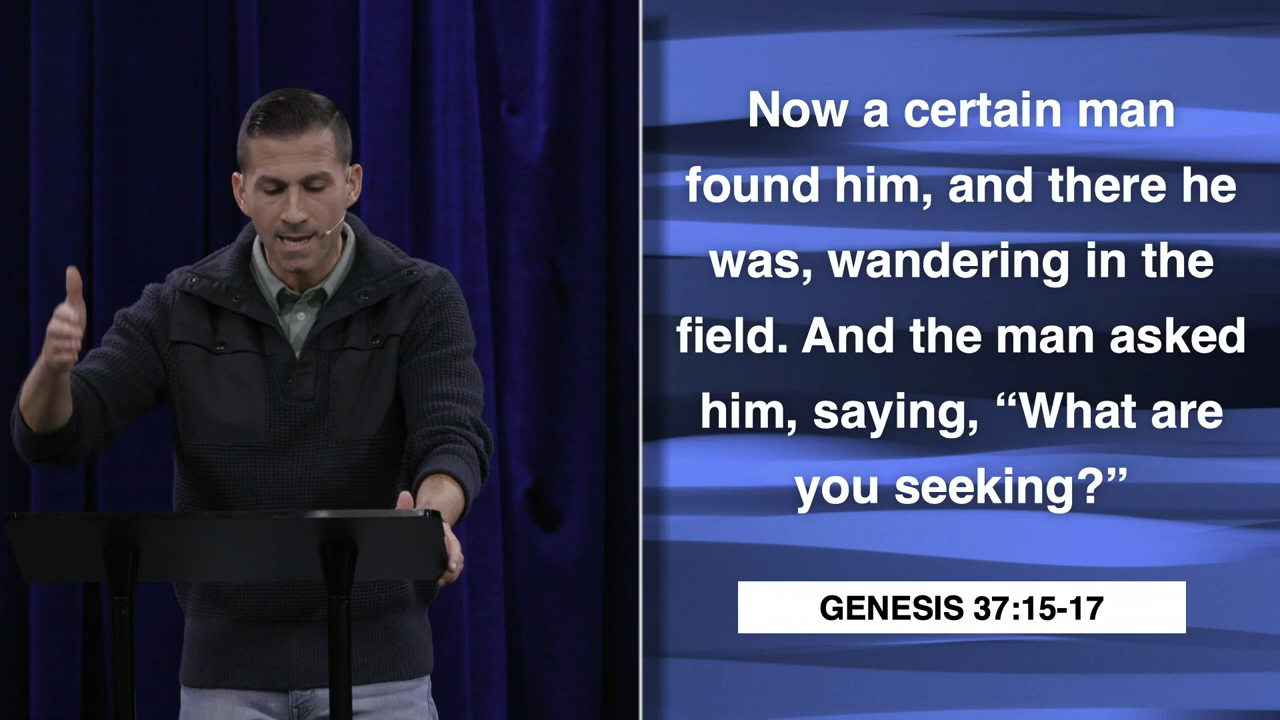 Now a certain man
found him, and there he
was, wandering in the
field. And the man asked
him, saying, “What are
you seeking?”
GENESIS 37:15-17